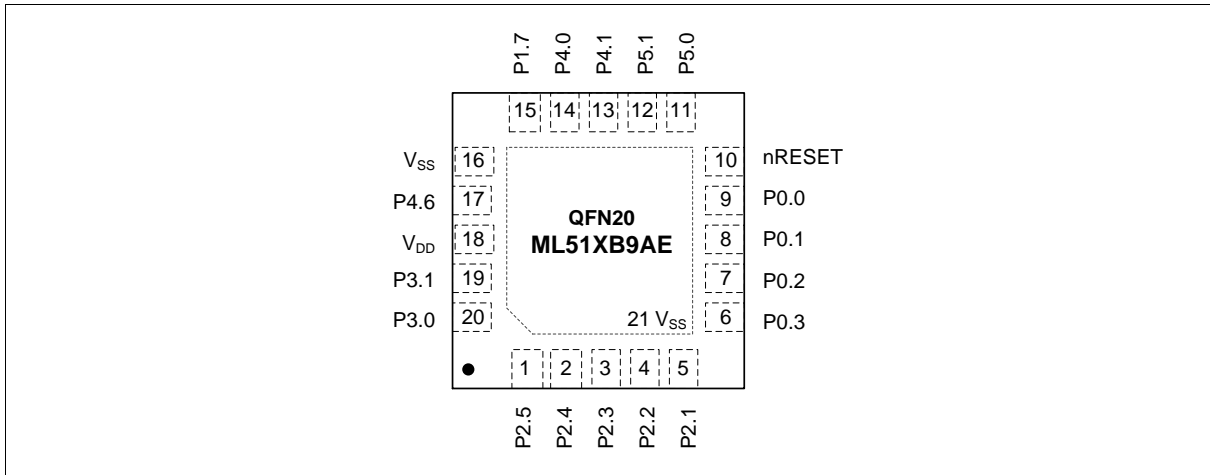 P1.7 P4.0 P4.1 P5.1 P5.0
15 14 13 12 11
VSS 16 10 nRESET
P4.6 17 9 P0.0
QFN20
VDD 18 ML51XB9AE 8 P0.1
P3.1 19 7 P0.2
P3.0 20 21 VSS 6 P0.3
1 2 3 4 5
P2.5 P2.4 P2.3 P2.2 P2.1